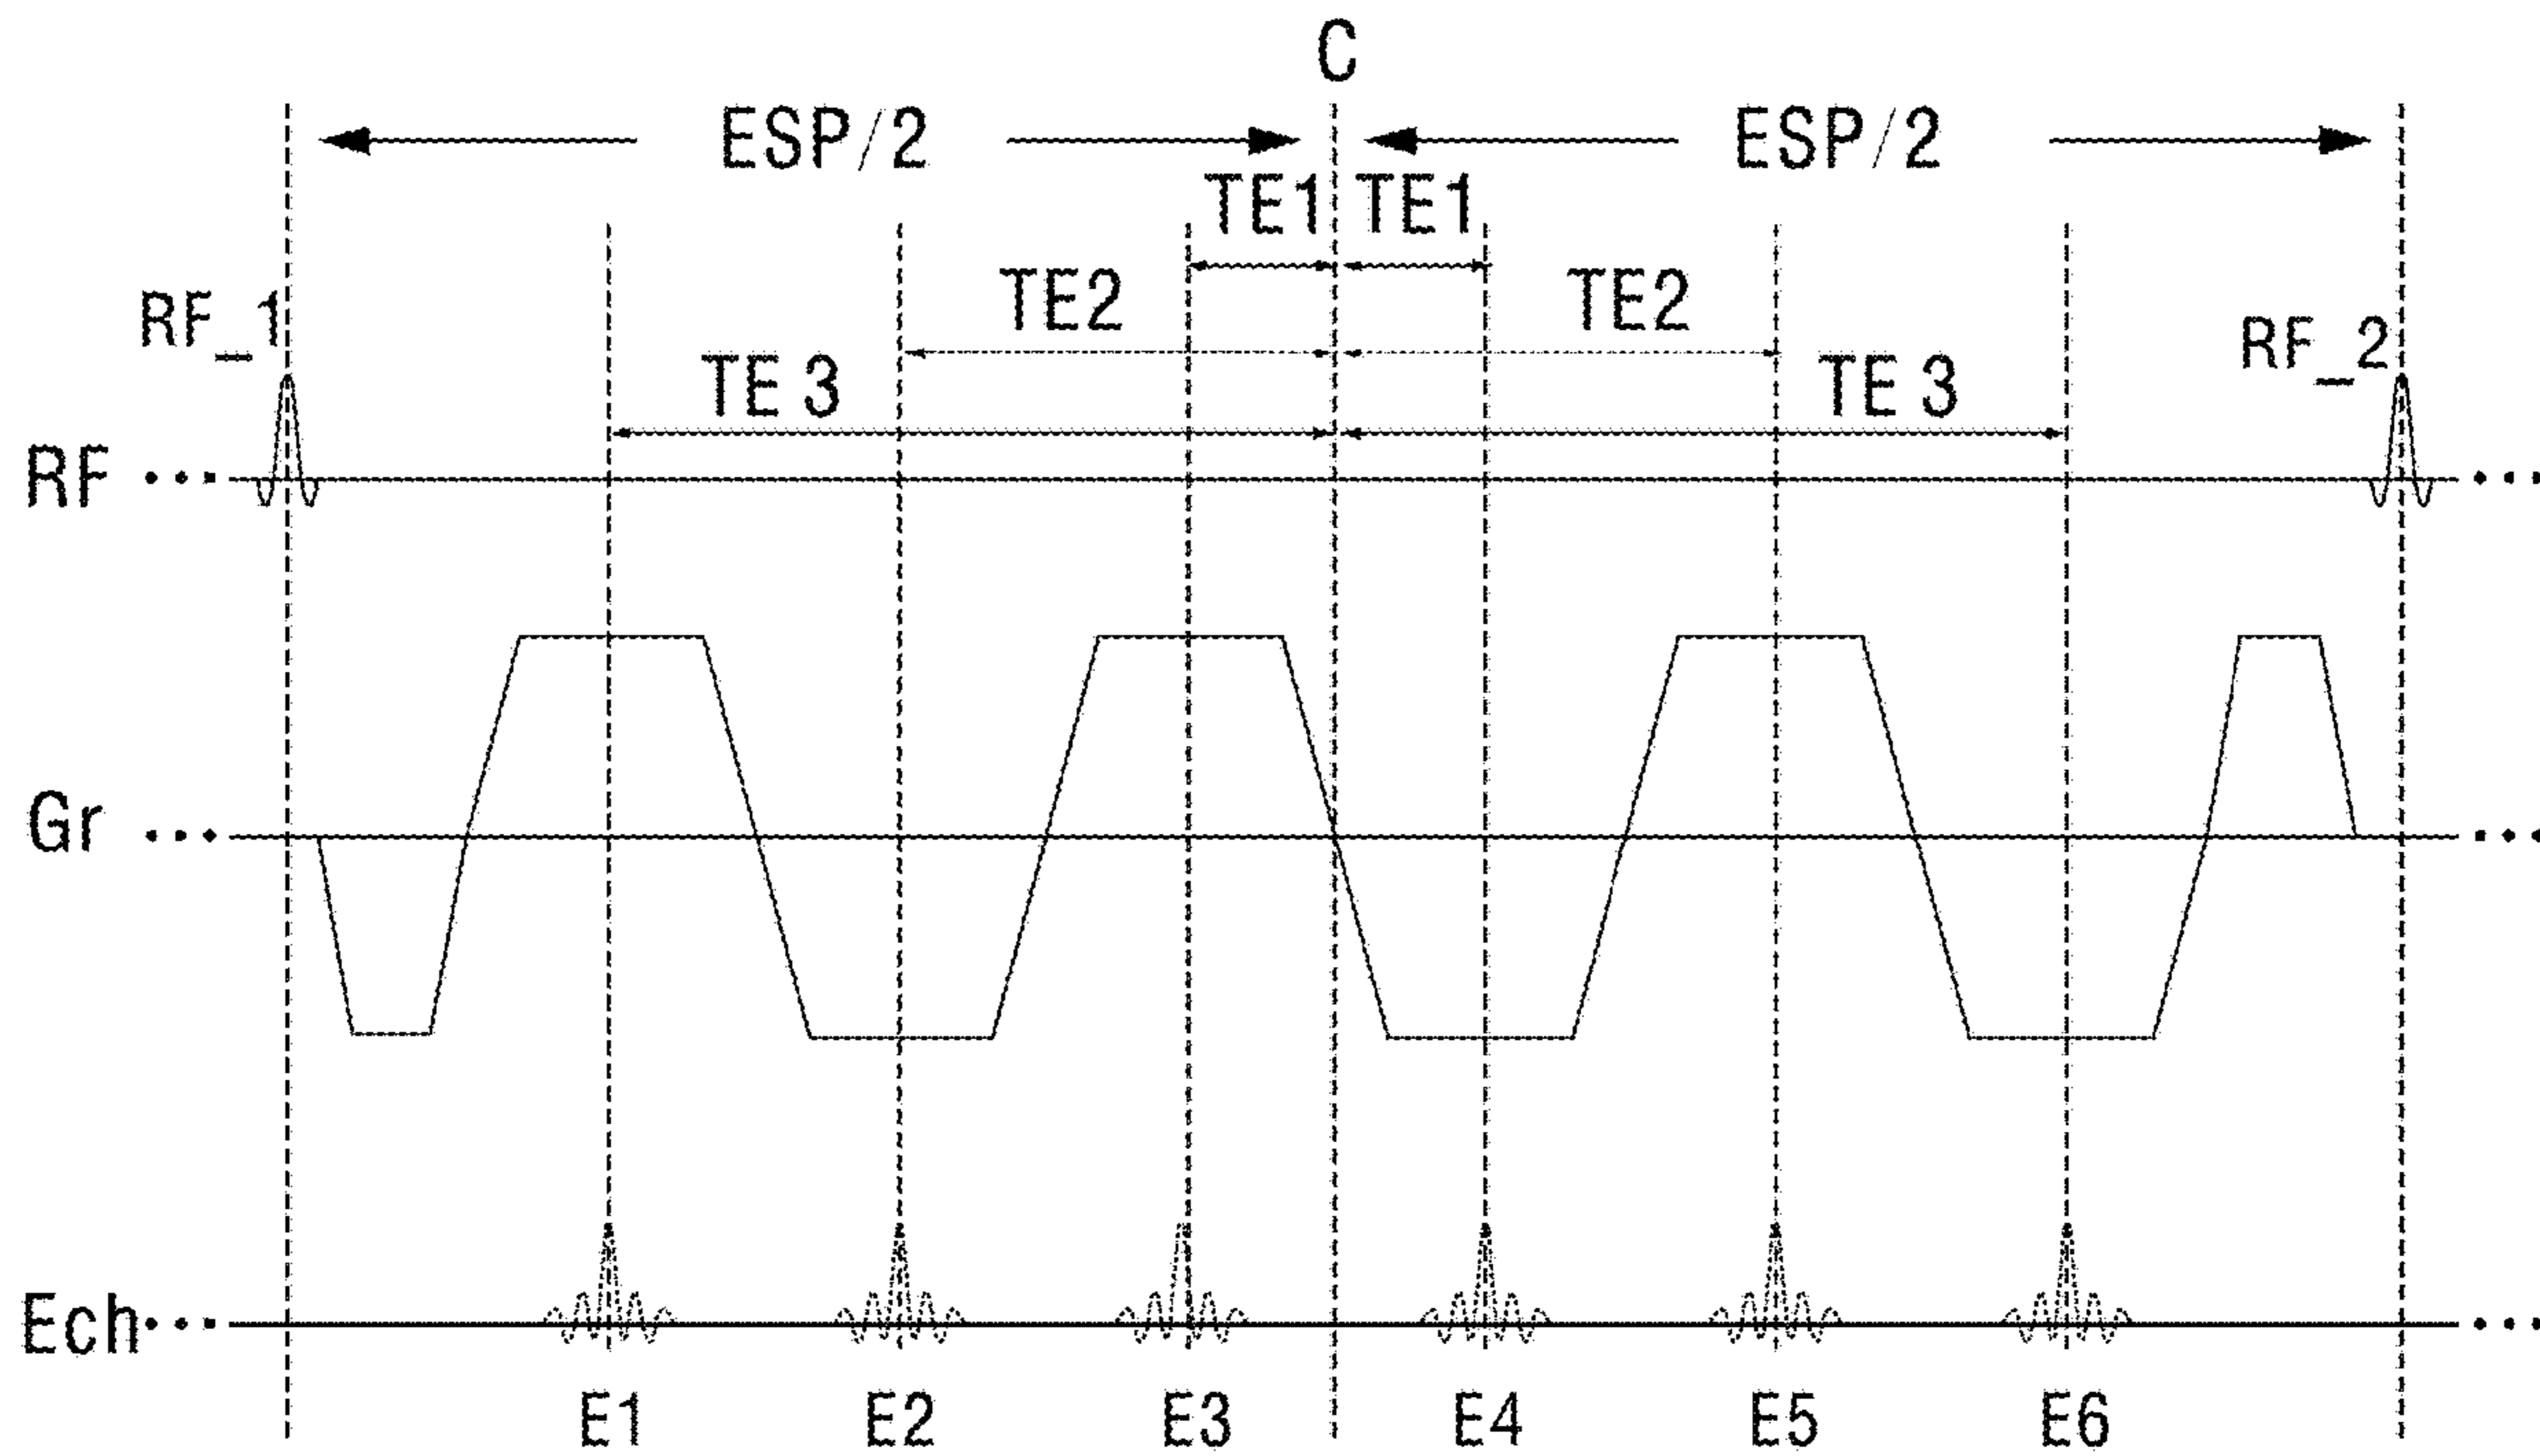 C
ESP/2 ESP/2
TE1 TE1
TE2 TE2
RF_1 RF_2
TE 3 TE 3
RF
Gr
Ech
E1 E2 E3 E4 E5 E6